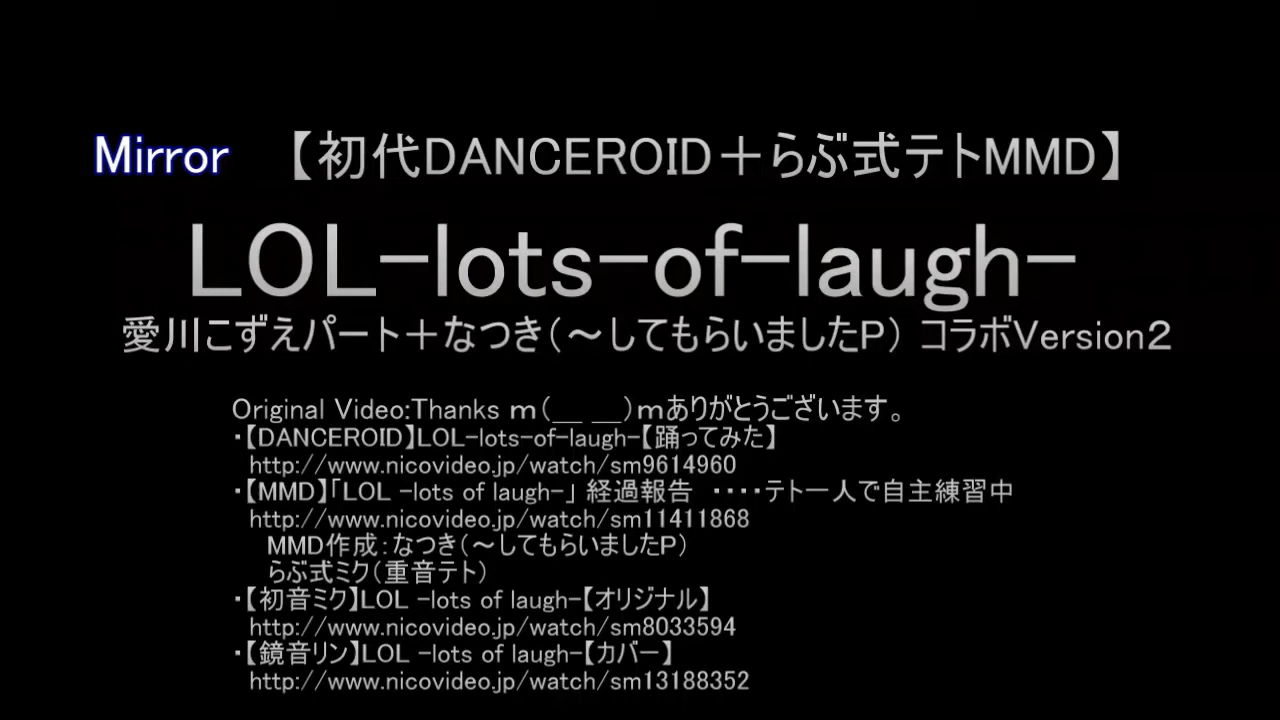 Mirror 【初代DANCEROID＋らぶ式テトMMD】
LOL-lots-of-laugh-
愛川こずえパート＋なつき（～してもらいましたP） コラボVersion２
Original Video:Thanks ｍ（＿ ＿）ｍありがとうございます。
・【DANCEROID】LOL-lots-of-laugh-【踊ってみた】
http://www.nicovideo.jp/watch/sm9614960
・【MMD】「LOL -lots of laugh-」 経過報告　・・・・テト一人で自主練習中
http://www.nicovideo.jp/watch/sm11411868
MMD作成：なつき（～してもらいましたP）
らぶ式ミク（重音テト）
・【初音ミク】LOL -lots of laugh-【オリジナル】
http://www.nicovideo.jp/watch/sm8033594
・【鏡音リン】LOL -lots of laugh-【カバー】
http://www.nicovideo.jp/watch/sm13188352